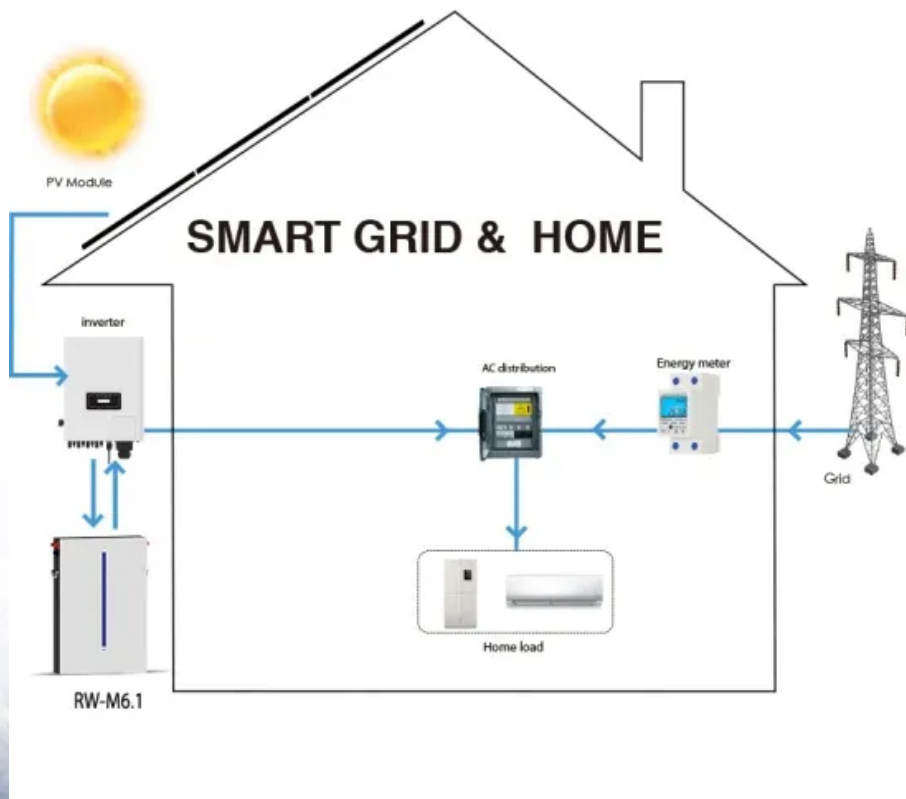 PV Module
SMART GRID & HOME
inverter
AC distribution
Energy meter
Grid
Home load
RW-M6.1